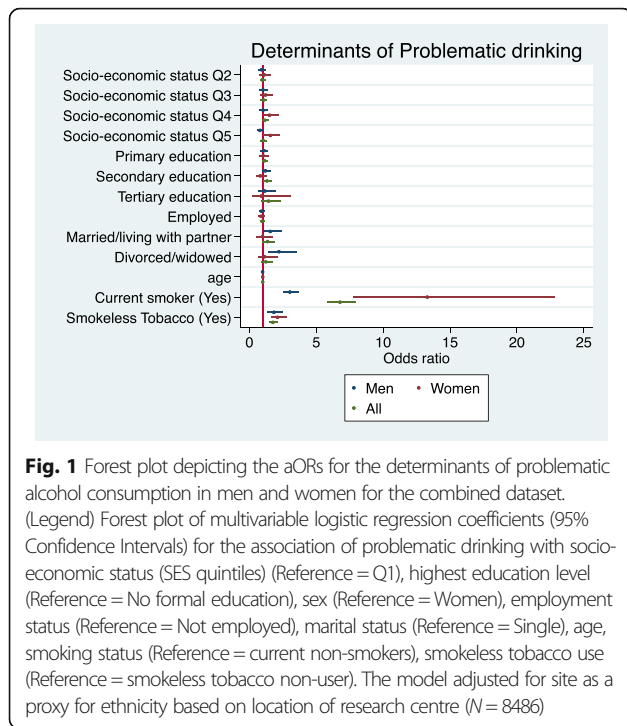 Determinants of Problematic drinking
Socio-economic status Q2
Socio-economic status Q3
Socio-economic status Q4
Socio-economic status Q5
Primary education
Secondary education
Tertiary education
Employed
Married/living with partner
Divorced/widowed
age
Current smoker (Yes)
Smokeless Tobacco (Yes)
0 5 10 15 20 25
Odds ratio
Men Women
All
Fig. 1 Forest plot depicting the aORs for the determinants of problematic
alcohol consumption in men and women for the combined dataset.
(Legend) Forest plot of multivariable logistic regression coefficients (95%
Confidence Intervals) for the association of problematic drinking with socio-
economic status (SES quintiles) (Reference = Q1), highest education level
(Reference = No formal education), sex (Reference = Women), employment
status (Reference = Not employed), marital status (Reference = Single), age,
smoking status (Reference = current non-smokers), smokeless tobacco use
(Reference = smokeless tobacco non-user). The model adjusted for site as a
proxy for ethnicity based on location of research centre (N = 8486)